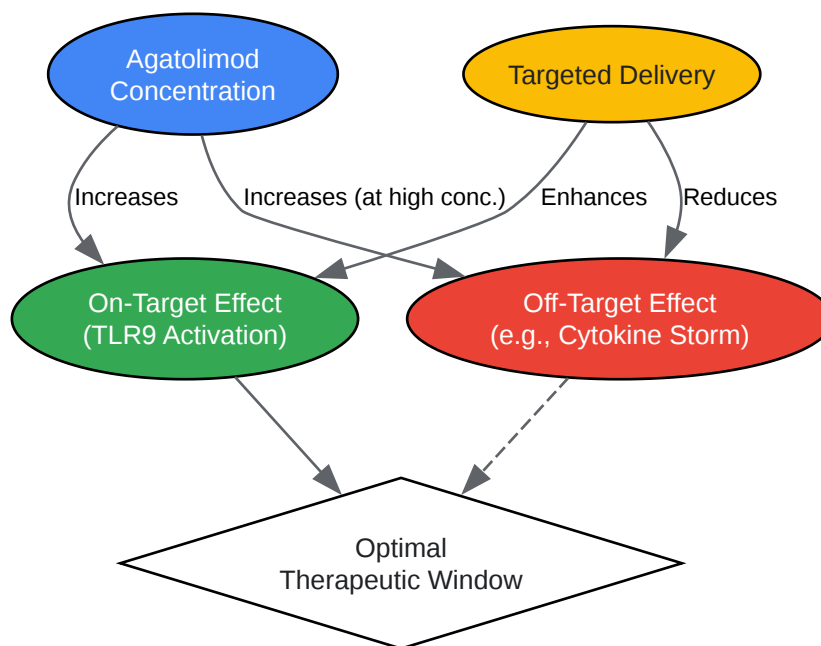 Agatolimod
Concentration
Targeted Delivery
Increases
Increases (at high conc.)
Enhances
Reduces
On-Target Effect
(TLR9 Activation)
Off-Target Effect
(e.g., Cytokine Storm)
Optimal
Therapeutic Window